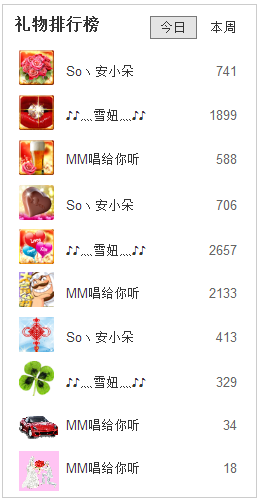 礼物排行榜 今日 本周
Soヽ安小朵 741
♪♪灬雪妞灬♪♪ 1899
MM唱给你听 588
Soヽ安小朵 706
♪♪灬雪妞灬♪♪ 2657
MM唱给你听 2133
Soヽ安小朵 413
♪♪灬雪妞灬♪♪ 329
MM唱给你听 34
MM唱给你听 18